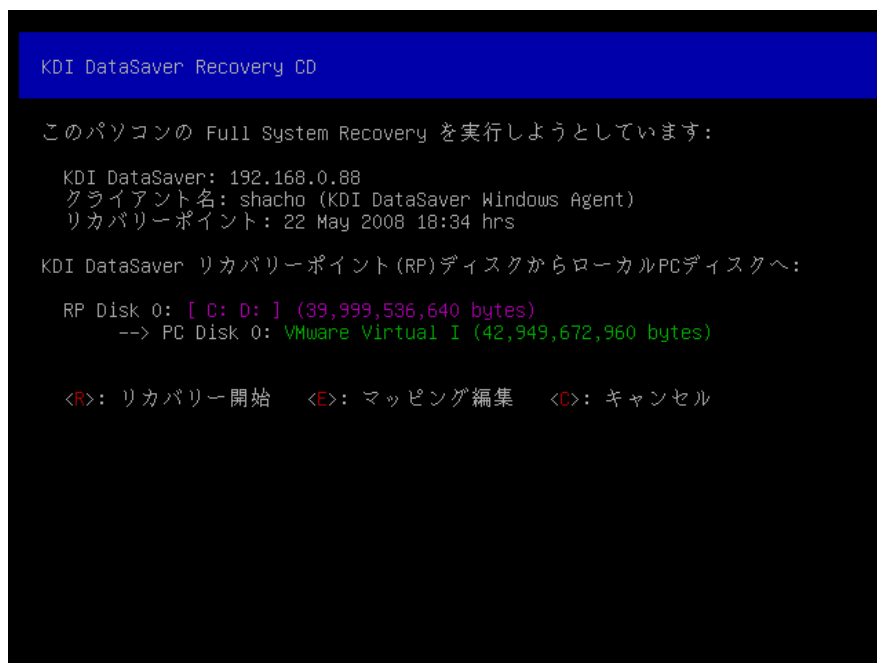 KDI DataSaver Recovery CD
このパソコンの Full System Recovery を実行しようとしています:
KDI DataSaver: 192.168.0.88
クライアント名: shacho (KDI DataSaver Windows Agent)
リカバリーポイント: 22 May 2008 18:34 hrs
KDI DataSaver リカバリーポイント(RP)ディスクからローカルPCディスクへ:
RP Disk 0: [ C: D: ] (39,999,536,640 bytes)
--> PC Disk 0: VMware Virtual I (42,949,672,960 bytes)
<R>: リカバリー開始 <E>: マッピング編集 <C>: キャンセル